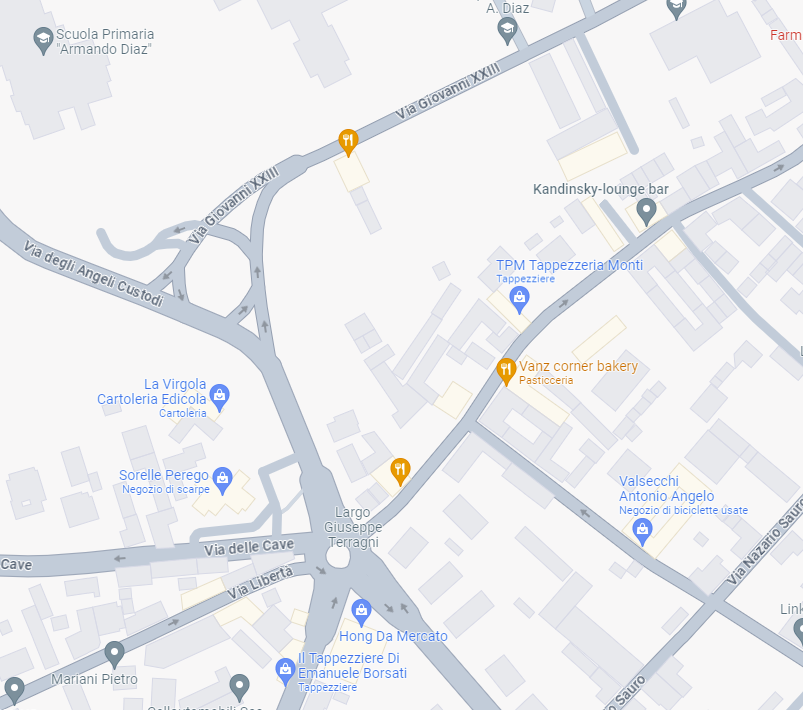 A. Diaz
Scuola Primaria
"Armando Diaz"
Farm
Via Giovanni XXIII
Via Giovanni XXIII
Kandinsky-lounge bar
Via degli Angeli Custodi
TPM Tappezzeria Monti
Tappezziere
Vanz corner bakery
Pasticceria
La Virgola
Cartoleria Edicola
Cartoleria
Sorelle Perego
Negozio di scarpe
Valsecchi
Antonio Angelo
Negozio di biciclette usate
Largo
Giuseppe
Terragni
Via Nazario Sauro
Via delle Cave
Cave
Via Libertà
Link
Hong Da Mercato
Il Tappezziere Di
Emanuele Borsati
Tappezziere
Mariani Pietro
o Sauro